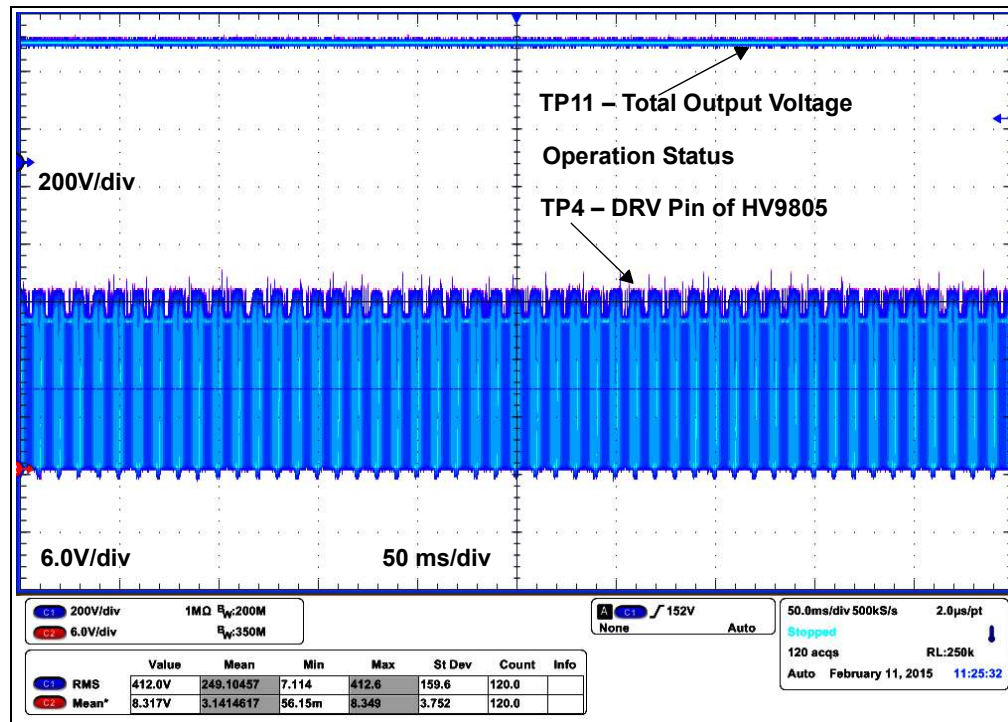 TP11 – Total Output Voltage
Operation Status
200V/div
TP4 – DRV Pin of HV9805
6.0V/div 50 ms/div
C1 200V/div 1MΩ BW:200M
C2 6.0V/div BW:350M
A C1 152V
None Auto
50.0ms/div 500kS/s 2.0µs/pt
Stopped
120 acqs RL:250k
Auto February 11, 2015 11:25:32
Value Mean Min Max St Dev Count Info
C1 RMS 412.0V 249.10457 7.114 412.6 159.6 120.0
C2 Mean* 8.317V 3.1414617 56.15m 8.349 3.752 120.0